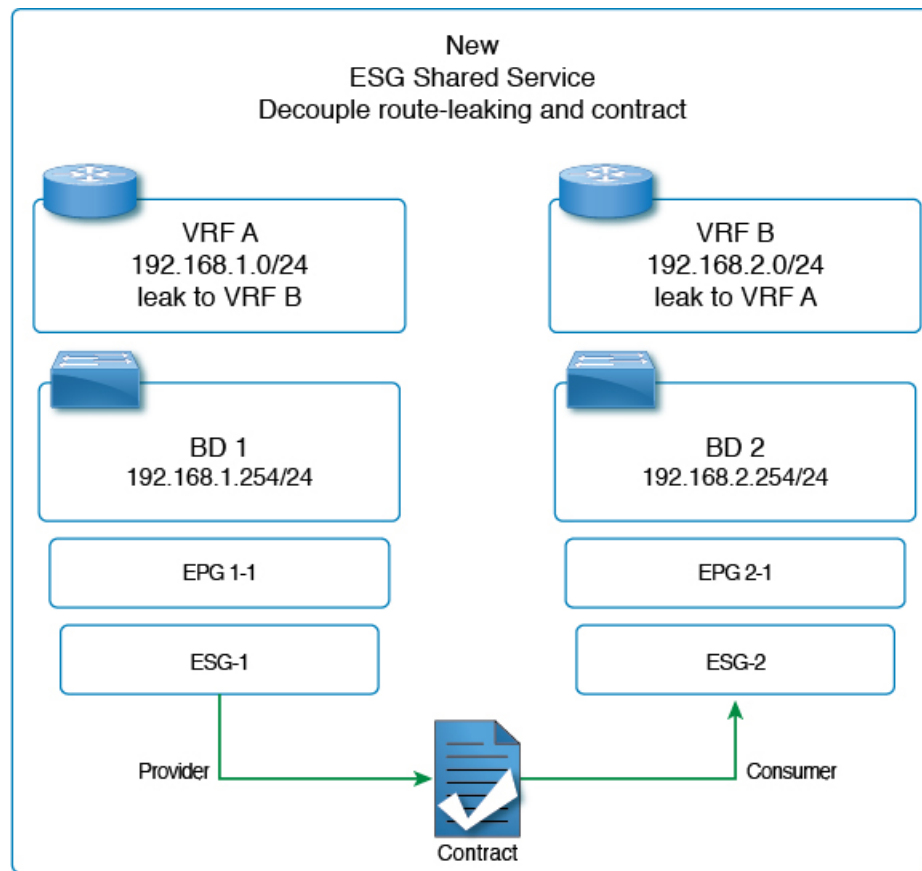 New
ESG Shared Service
Decouple route-leaking and contract
VRF A
192.168.1.0/24
leak to VRF B
VRF B
192.168.2.0/24
leak to VRF A
BD 1
192.168.1.254/24
BD 2
192.168.2.254/24
EPG 1-1
EPG 2-1
ESG-1
ESG-2
Provider
Consumer
Contract